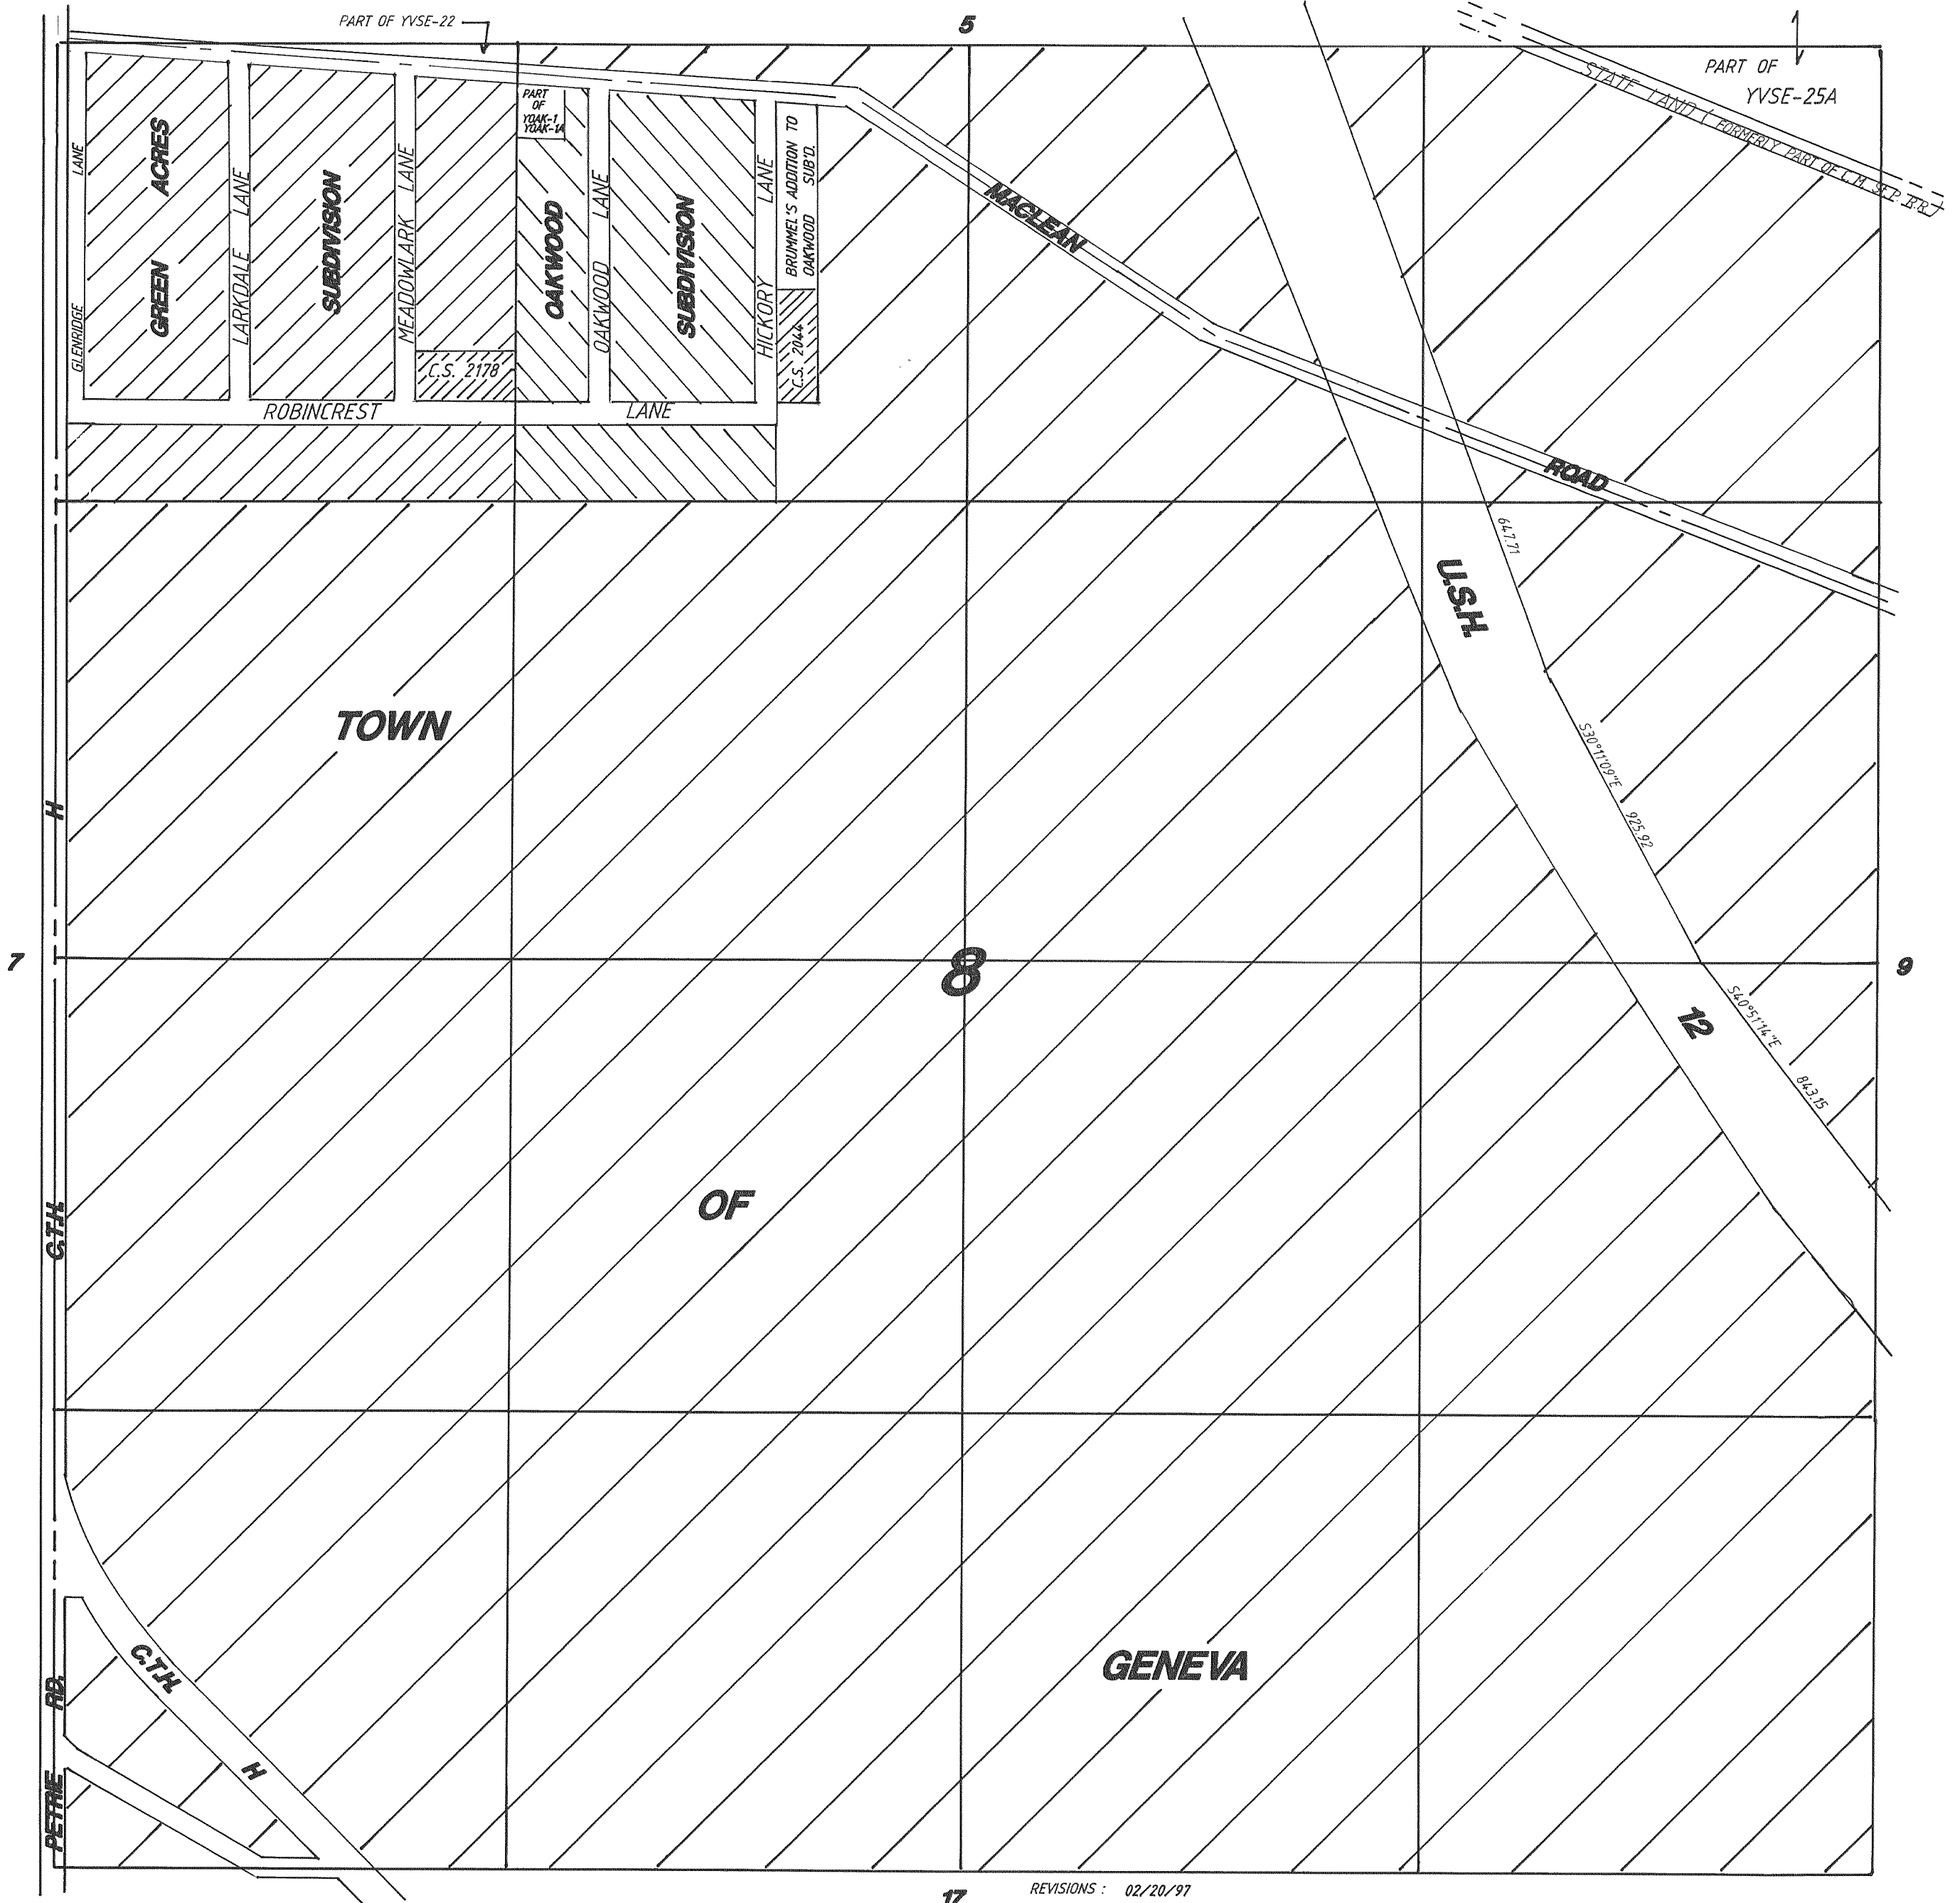 PART OF YVSE-22
5
PART OF
YVSE-25A
STATE LAND ( FORMERLY PART OF C.M. ST.P. RR.)
PART
OF
YOAK-1
YOAK-1A
GLENRIDGE LANE
GREEN ACRES
LARKDALE LANE
SUBDIVISION
MEADOWLARK LANE
OAKWOOD
OAKWOOD LANE
SUBDIVISION
HICKORY LANE
BRUMMEL'S ADDITION TO
OAKWOOD SUB'D.
C.S. 2178
C.S. 2044
ROBINCREST LANE
MACLEAN ROAD
647.71
U.S.H. 12
S30°11'09"E 925.92
TOWN
OF
GENEVA
7
8
9
S40°51'14"E 843.15
C.T.H. H
C.T.H. H
PETRIE RD.
17
REVISIONS : 02/20/97